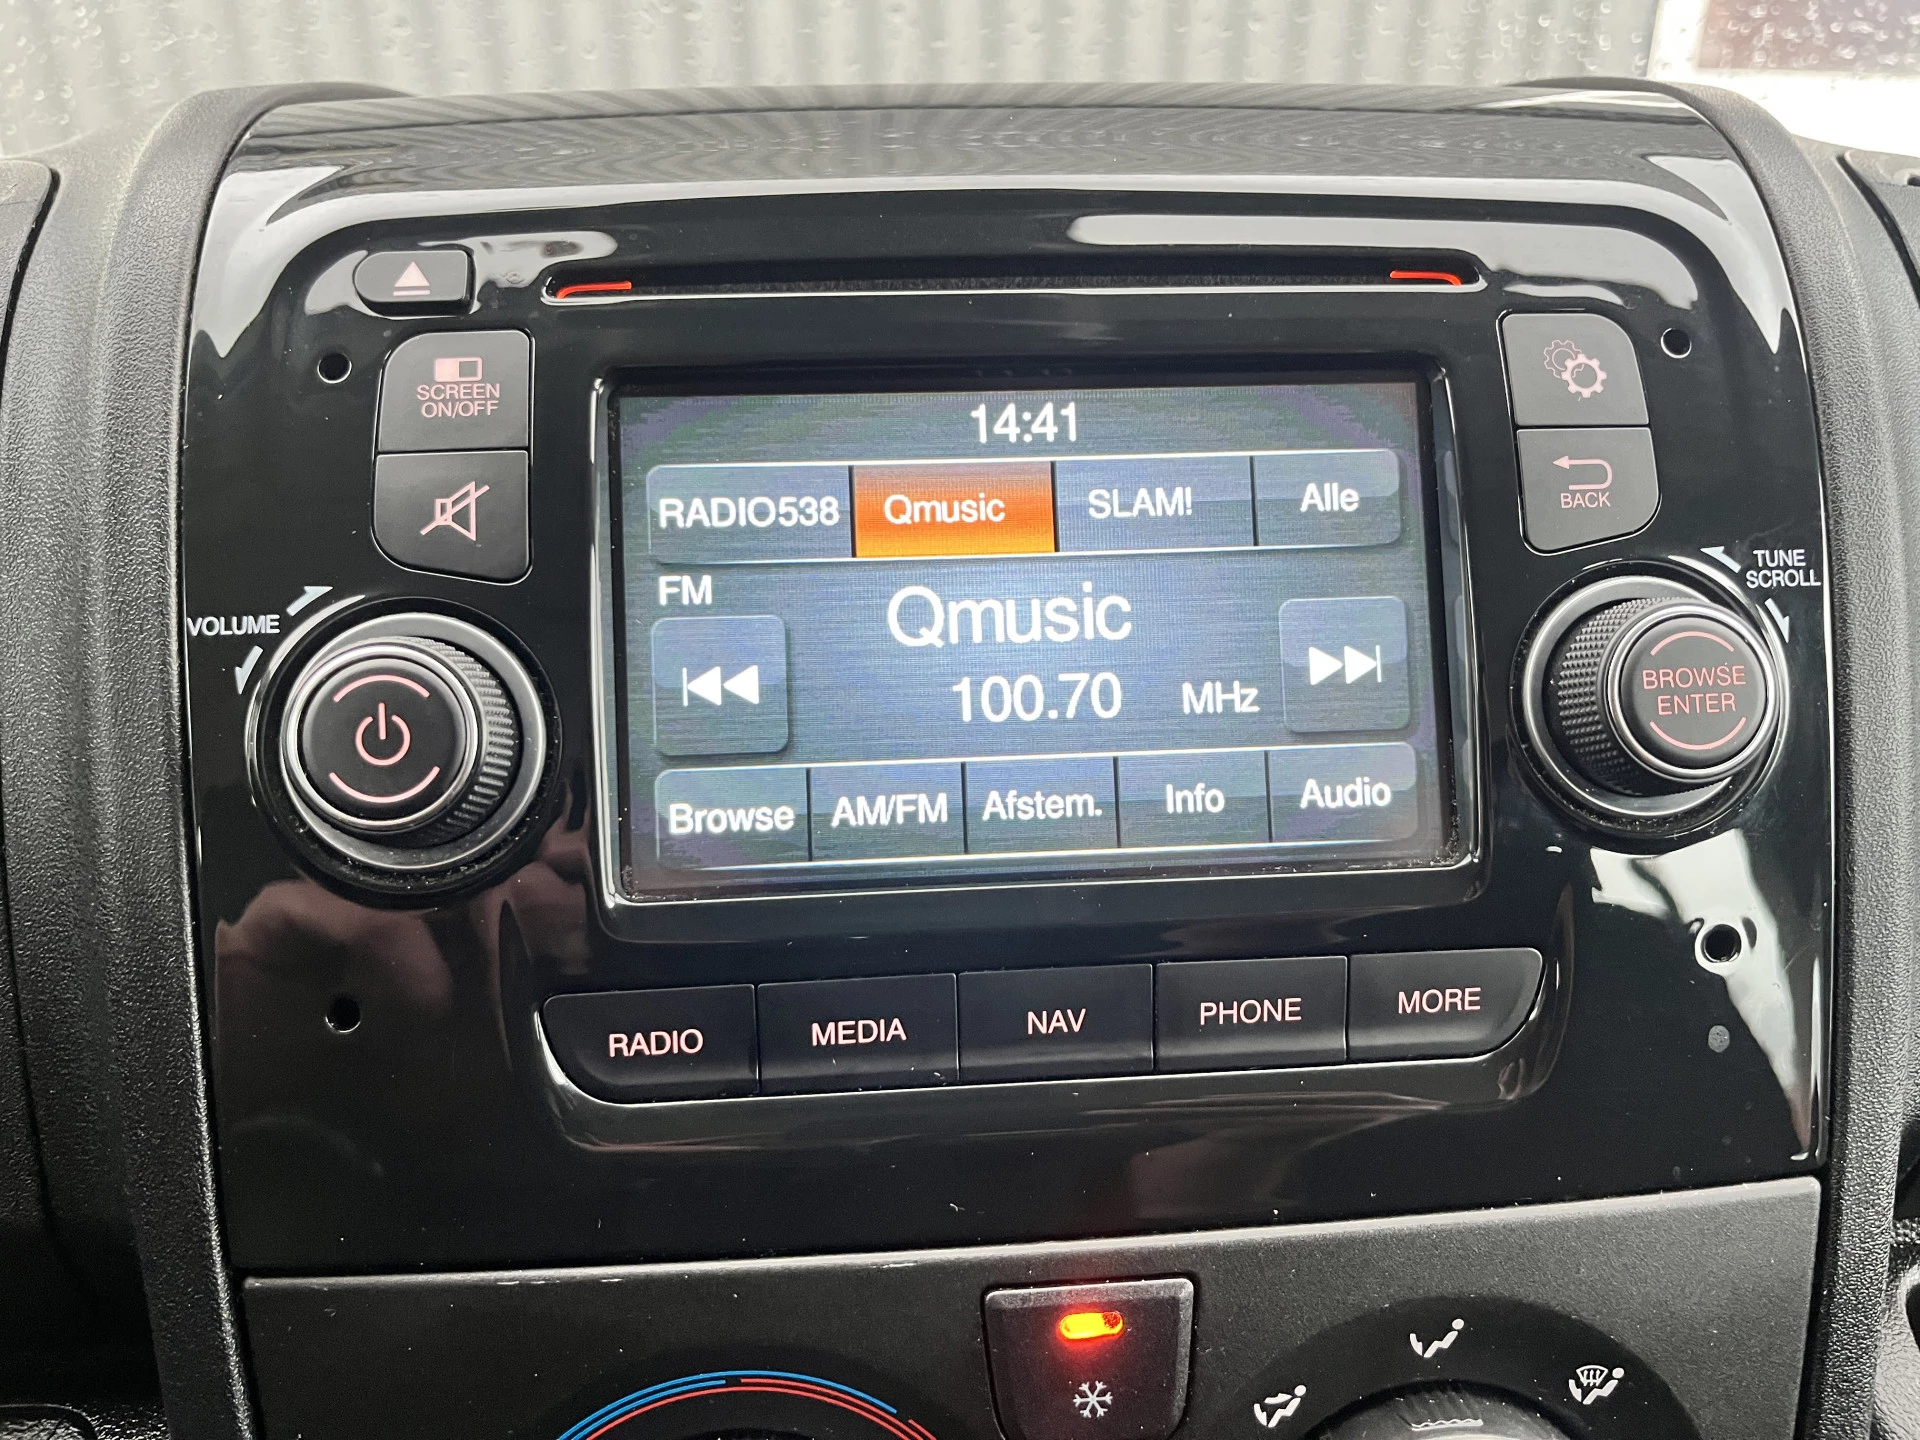 SCREEN
ON/OFF
14:41
RADIO538 Qmusic SLAM! Alle
BACK
FM
Qmusic
100.70 MHz
VOLUME
TUNE
SCROLL
BROWSE
ENTER
Browse AM/FM Afstem. Info Audio
RADIO MEDIA NAV PHONE MORE